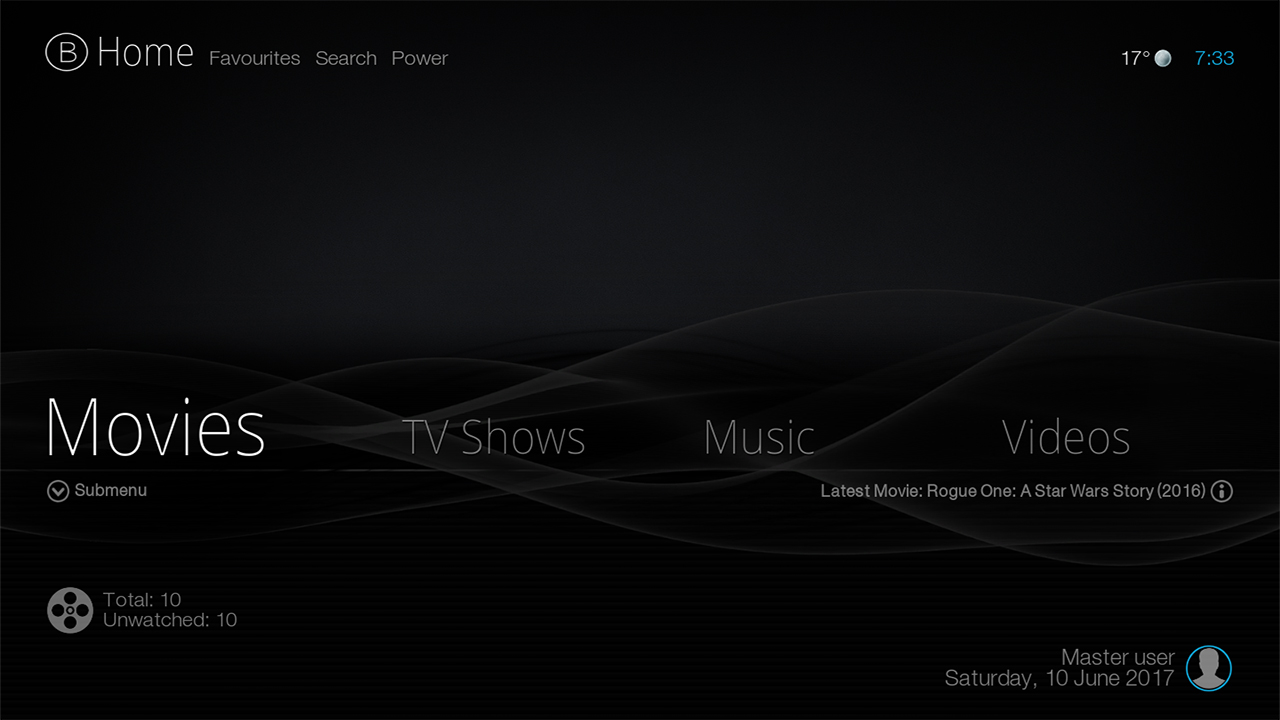 B Home Favourites Search Power
17° 7:33
Movies TV Shows Music Videos
Submenu
Latest Movie: Rogue One: A Star Wars Story (2016)
Total: 10
Unwatched: 10
Master user
Saturday, 10 June 2017